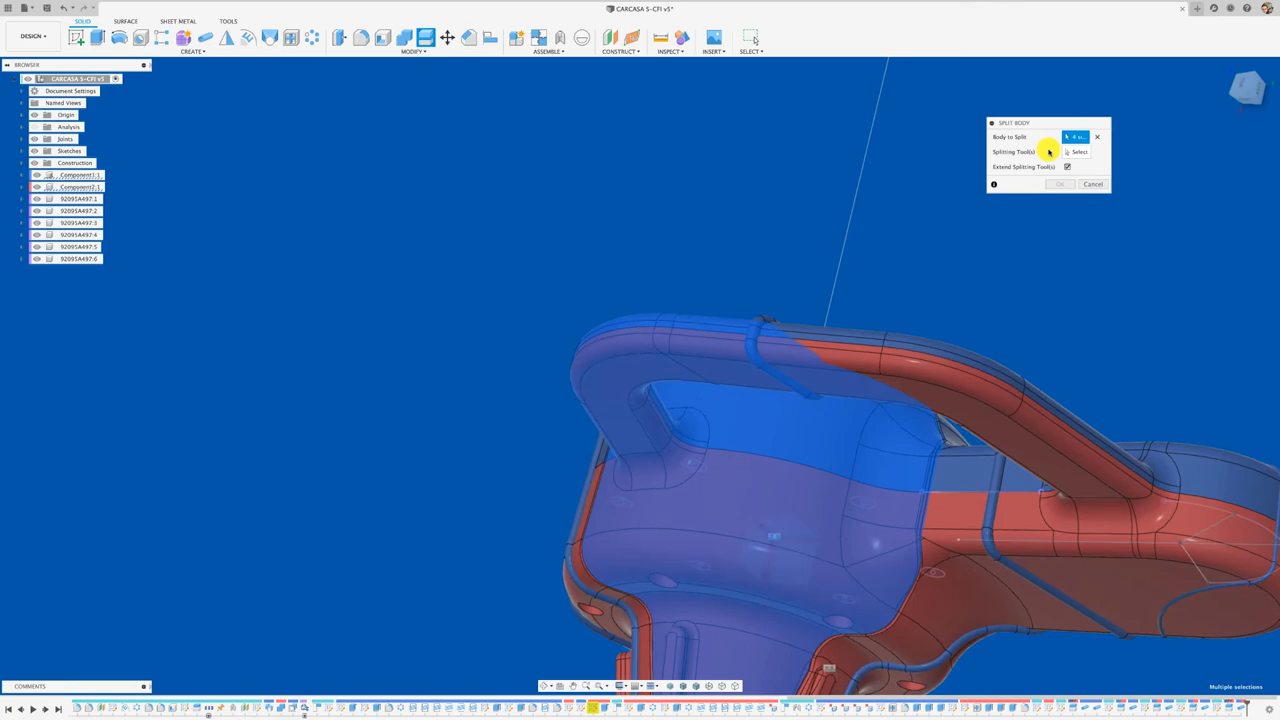 CARCASA S-CFI v5*
SOLID
SURFACE
SHEET METAL
TOOLS
DESIGN
CREATE
MODIFY
ASSEMBLE
CONSTRUCT
INSPECT
INSERT
SELECT
BROWSER
CARCASA S-CFI v5
Document Settings
Named Views
Origin
Analysis
Joints
Sketches
Construction
Component1:1
Component2:1
92095A497:1
92095A497:2
92095A497:3
92095A497:4
92095A497:5
92095A497:6
SPLIT BODY
Body to Split
Splitting Tool(s)
Select
Extend Splitting Tool(s)
OK
Cancel
COMMENTS
Multiple selections